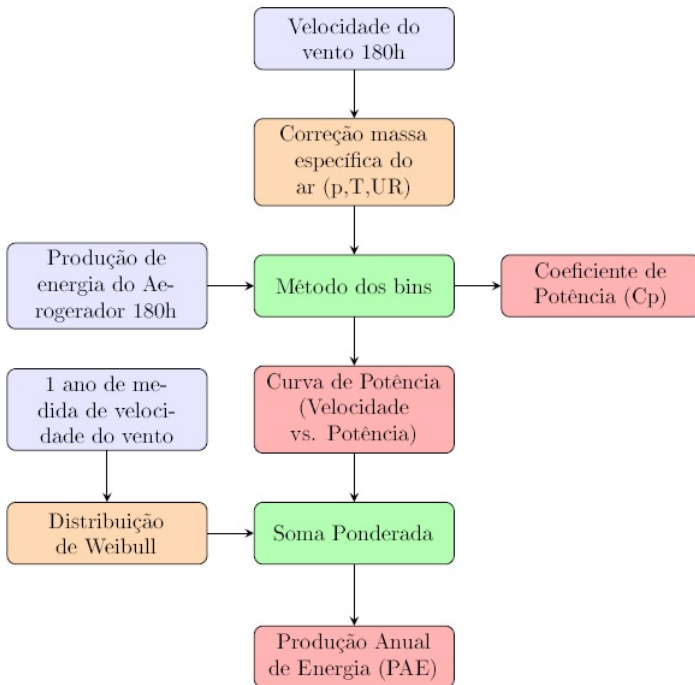 Velocidade do
vento 180h
Correção massa
específica do
ar (p,T,UR)
Produção de
energia do Ae-
rogerador 180h
Método dos bins
Coeficiente de
Potência (Cp)
1 ano de me-
dida de veloci-
dade do vento
Curva de Potência
(Velocidade
vs. Potência)
Distribuição
de Weibull
Soma Ponderada
Produção Anual
de Energia (PAE)